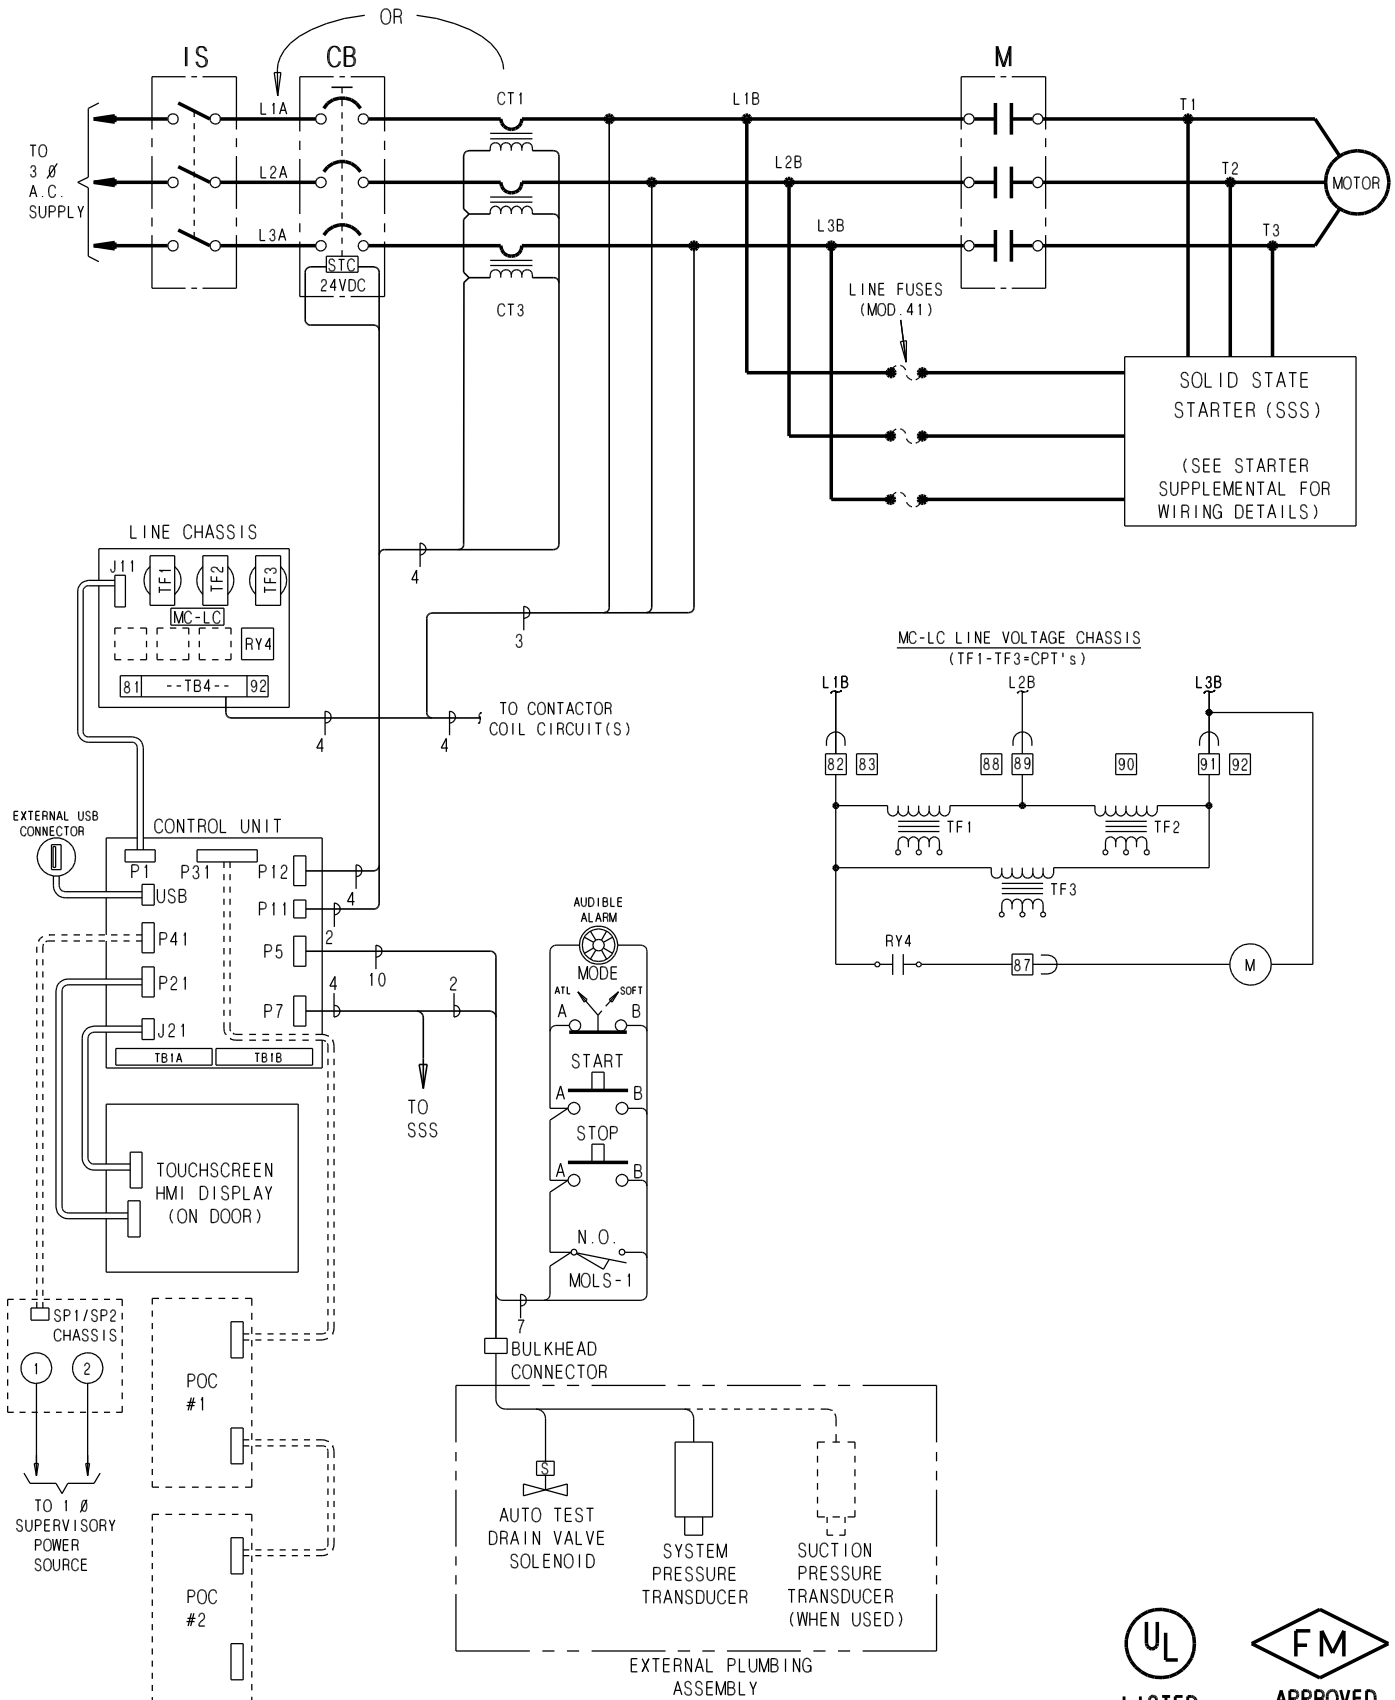 OR
IS
CB
M
L1A
CT1
L1B
T1
TO
3 Ø
A.C.
SUPPLY
L2A
L2B
T2
MOTOR
L3A
L3B
T3
STC
24VDC
CT3
LINE FUSES
(MOD.41)
SOLID STATE
STARTER (SSS)
(SEE STARTER
SUPPLEMENTAL FOR
WIRING DETAILS)
LINE CHASSIS
J11
TF1
TF2
TF3
MC-LC
RY4
81
--TB4--
92
4
3
4
4
TO CONTACTOR
COIL CIRCUIT(S)
MC-LC LINE VOLTAGE CHASSIS
(TF1-TF3=CPT's)
L1B
L2B
L3B
82
83
88
89
90
91
92
TF1
TF2
TF3
RY4
87
M
EXTERNAL USB
CONNECTOR
CONTROL UNIT
P1
P31
P12
4
USB
P11
2
P41
P5
10
P21
P7
4
2
J21
TB1A
TB1B
TO
SSS
AUDIBLE
ALARM
MODE
ATL
SOFT
A
B
START
A
B
STOP
A
B
N.O.
MOLS-1
7
TOUCHSCREEN
HMI DISPLAY
(ON DOOR)
SP1/SP2
CHASSIS
1
2
TO 1 Ø
SUPERVISORY
POWER
SOURCE
POC
#1
POC
#2
BULKHEAD
CONNECTOR
S
AUTO TEST
DRAIN VALVE
SOLENOID
SYSTEM
PRESSURE
TRANSDUCER
SUCTION
PRESSURE
TRANSDUCER
(WHEN USED)
EXTERNAL PLUMBING
ASSEMBLY
UL
LISTED
FM
APPROVED